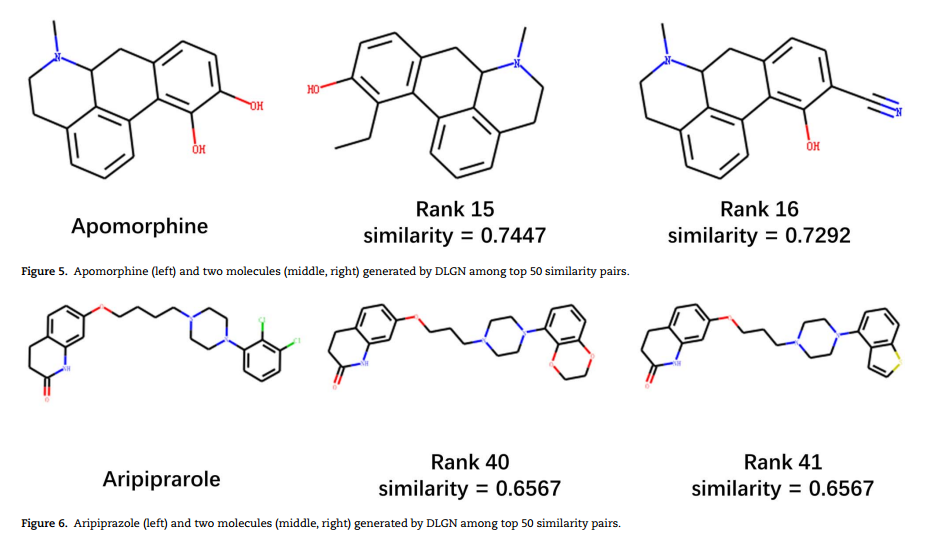 N
OH
OH
Apomorphine
HO
N
Rank 15
similarity = 0.7447
N
N
OH
Rank 16
similarity = 0.7292
Figure 5. Apomorphine (left) and two molecules (middle, right) generated by DLGN among top 50 similarity pairs.
O
N
N
Cl
Cl
NH
O
Aripiprarole
O
N
N
O
O
NH
O
Rank 40
similarity = 0.6567
O
N
N
S
NH
O
Rank 41
similarity = 0.6567
Figure 6. Aripiprazole (left) and two molecules (middle, right) generated by DLGN among top 50 similarity pairs.